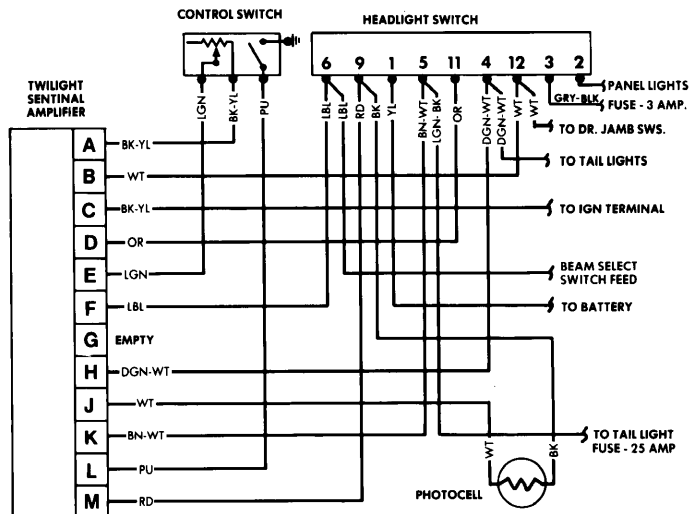 CONTROL SWITCH
HEADLIGHT SWITCH
6 9 1 5 11 4 12 3 2
TWILIGHT
SENTINAL
AMPLIFIER
LGN
BK-YL
PU
LBL
LBL
RD
BK
YL
BN-WT
LGN-BK
OR
DGN-WT
DGN-WT
WT
WT
GRY-BLK
PANEL LIGHTS
FUSE - 3 AMP.
TO DR. JAMB SWS.
TO TAIL LIGHTS
A BK-YL
B WT
C BK-YL
TO IGN TERMINAL
D OR
E LGN
BEAM SELECT
SWITCH FEED
F LBL
TO BATTERY
G EMPTY
H DGN-WT
J WT
K BN-WT
TO TAIL LIGHT
FUSE - 25 AMP
WT
BK
L PU
M RD
PHOTOCELL